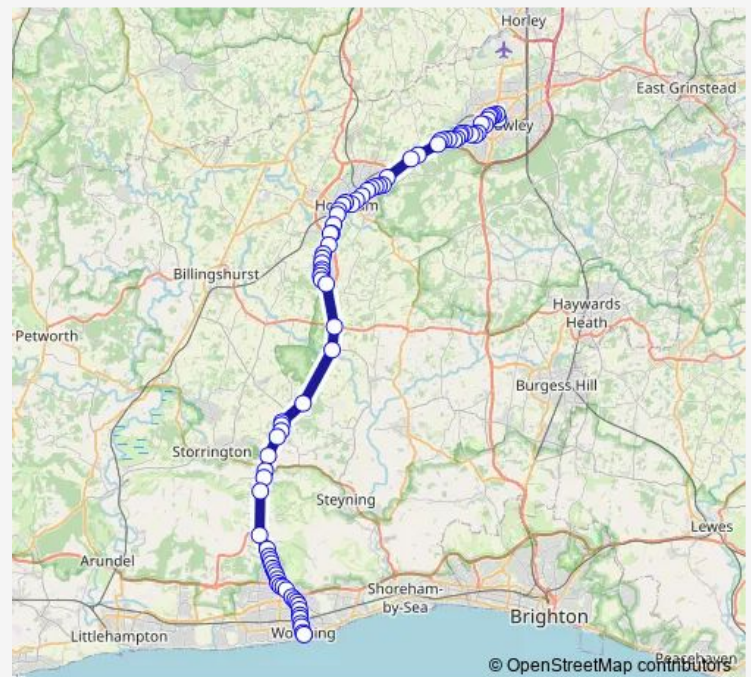 Horley
East Grinstead
Billingshurst
Haywards
Heath
Petworth
Burgess Hill
Storrington
Steyning
Lewes
Arundel
Shoreham-
by-Sea
Brighton
Littlehampton
© OpenStreetMap contributors